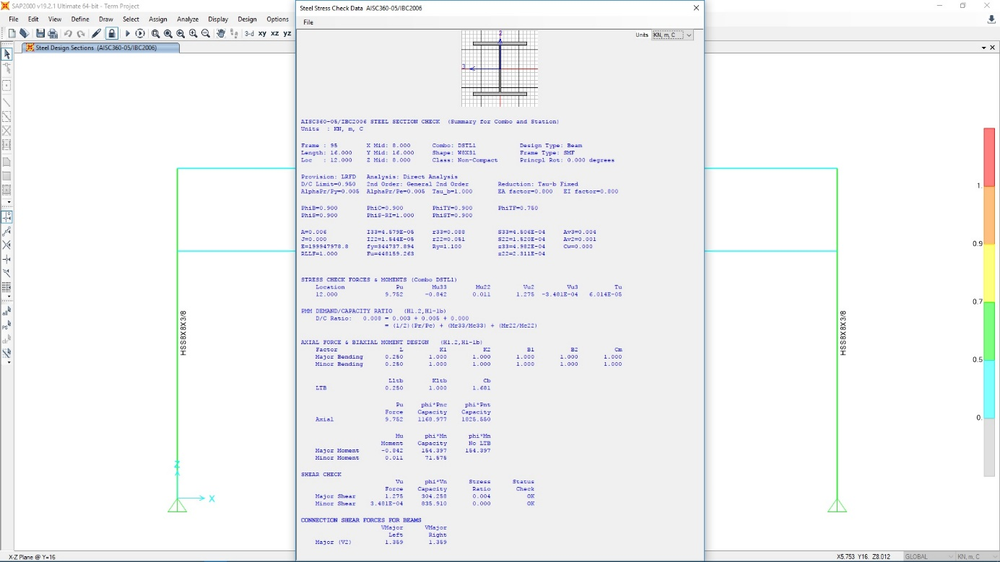 SAP2000 v19.2.1 Ultimate 64-bit - Term Project
File Edit View Define Draw Select Assign Analyze Display Design Options
3-d xy xz yz
Steel Design Sections (AISC360-05/IBC2006)
Steel Stress Check Data AISC360-05/IBC2006
File
Units KN, m, C
2
3
AISC360-05/IBC2006 STEEL SECTION CHECK (Summary for Combo and Station)
Units : KN, m, C
Frame : 95 X Mid: 8.000 Combo: DSTL1 Design Type: Beam
Length: 16.000 Y Mid: 16.000 Shape: W8X31 Frame Type: SMF
Loc : 12.000 Z Mid: 8.000 Class: Non-Compact Princpl Rot: 0.000 degrees
Provision: LRFD Analysis: Direct Analysis
D/C Limit=0.950 2nd Order: General 2nd Order Reduction: Tau-b Fixed
AlphaPr/Py=0.005 AlphaPr/Pe=0.005 Tau_b=1.000 EA factor=0.800 EI factor=0.800
PhiB=0.900 PhiC=0.900 PhiTY=0.900 PhiTF=0.750
PhiS=0.900 PhiS-RI=1.000 PhiST=0.900
A=0.006 I33=4.579E-05 r33=0.088 S33=4.506E-04 Av3=0.004
J=0.000 I22=1.544E-05 r22=0.051 S22=1.520E-04 Av2=0.001
E=199947978.8 fy=344737.894 Ry=1.100 z33=4.982E-04 Cw=0.000
RLLF=1.000 Fu=448159.263 z22=2.311E-04
STRESS CHECK FORCES & MOMENTS (Combo DSTL1)
Location Pu Mu33 Mu22 Vu2 Vu3 Tu
12.000 9.752 -0.842 0.011 1.275 -3.481E-04 6.014E-05
PMM DEMAND/CAPACITY RATIO (H1.2,H1-1b)
D/C Ratio: 0.008 = 0.003 + 0.005 + 0.000
= (1/2)(Pr/Pc) + (Mr33/Mc33) + (Mr22/Mc22)
AXIAL FORCE & BIAXIAL MOMENT DESIGN (H1.2,H1-1b)
Factor L K1 K2 B1 B2 Cm
Major Bending 0.250 1.000 1.000 1.000 1.000 1.000
Minor Bending 0.250 1.000 1.000 1.000 1.000 1.000
Lltb Kltb Cb
LTB 0.250 1.000 1.681
Pu phi*Pnc phi*Pnt
Force Capacity Capacity
Axial 9.752 1168.977 1825.550
Mu phi*Mn phi*Mn
Moment Capacity No LTB
Major Moment -0.842 154.397 154.397
Minor Moment 0.011 71.575
SHEAR CHECK
Vu phi*Vn Stress Status
Force Capacity Ratio Check
Major Shear 1.275 304.258 0.004 OK
Minor Shear 3.481E-04 835.910 0.000 OK
CONNECTION SHEAR FORCES FOR BEAMS
VMajor VMajor
Left Right
Major (V2) 1.359 1.359
HSS8X8X3/8
HSS8X8X3/8
Z
X
1.
0.9
0.7
0.5
0.
X-Z Plane @ Y=16
X5.753 Y16. Z8.012 GLOBAL KN, m, C